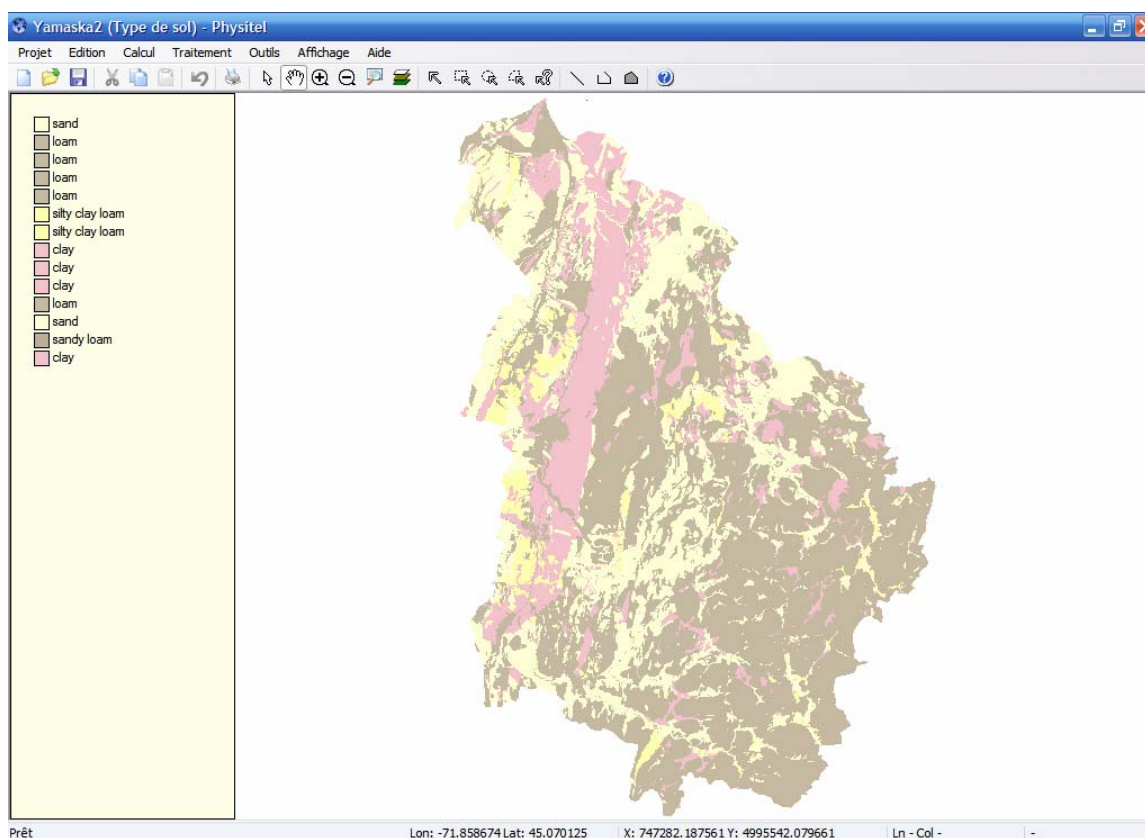 Yamaska2 (Type de sol) - Physitel
Projet Edition Calcul Traitement Outils Affichage Aide
sand
loam
loam
loam
loam
silty clay loam
silty clay loam
clay
clay
clay
loam
sand
sandy loam
clay
Prêt Lon: -71.858674 Lat: 45.070125 X: 747282.187561 Y: 4995542.079661 Ln - Col - -